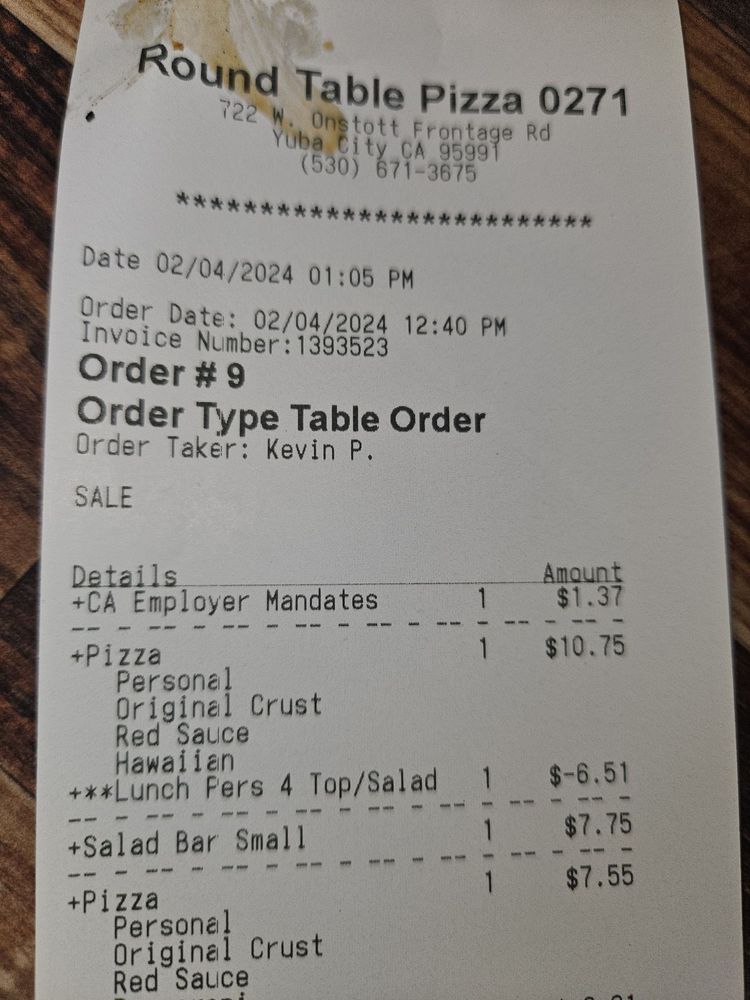 Round Table Pizza 0271
722 W. Onstott Frontage Rd
Yuba City CA 95991
(530) 671-3675
***************************
Date 02/04/2024 01:05 PM
Order Date: 02/04/2024 12:40 PM
Invoice Number:1393523
Order # 9
Order Type Table Order
Order Taker: Kevin P.
SALE
Details Amount
+CA Employer Mandates 1 $1.37
+Pizza 1 $10.75
Personal
Original Crust
Red Sauce
Hawaiian
+**Lunch Pers 4 Top/Salad 1 $-6.51
+Salad Bar Small 1 $7.75
+Pizza 1 $7.55
Personal
Original Crust
Red Sauce